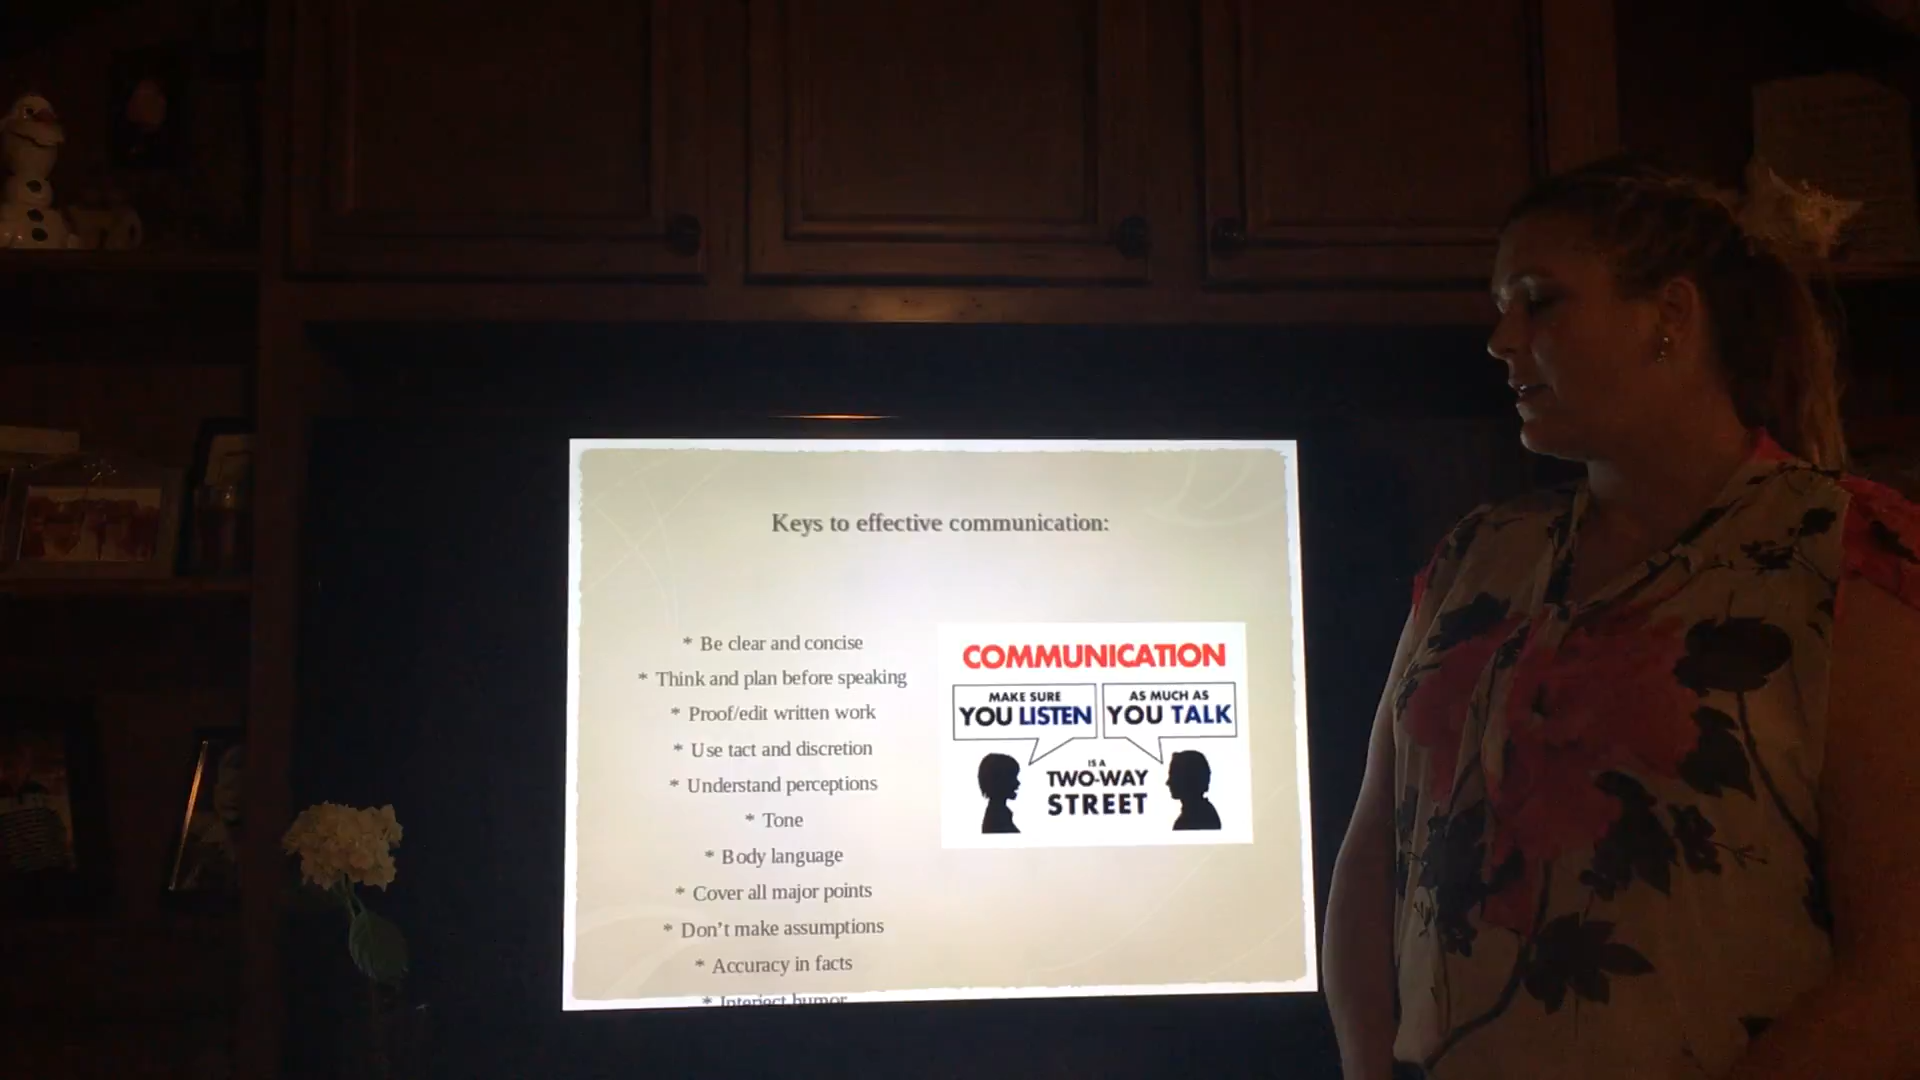 Keys to effective communication:
* Be clear and concise
* Think and plan before speaking
* Proof/edit written work
* Use tact and discretion
* Understand perceptions
* Tone
* Body language
* Cover all major points
* Don't make assumptions
* Accuracy in facts
* Interject humor
COMMUNICATION
MAKE SURE
YOU LISTEN
AS MUCH AS
YOU TALK
IS A
TWO-WAY
STREET